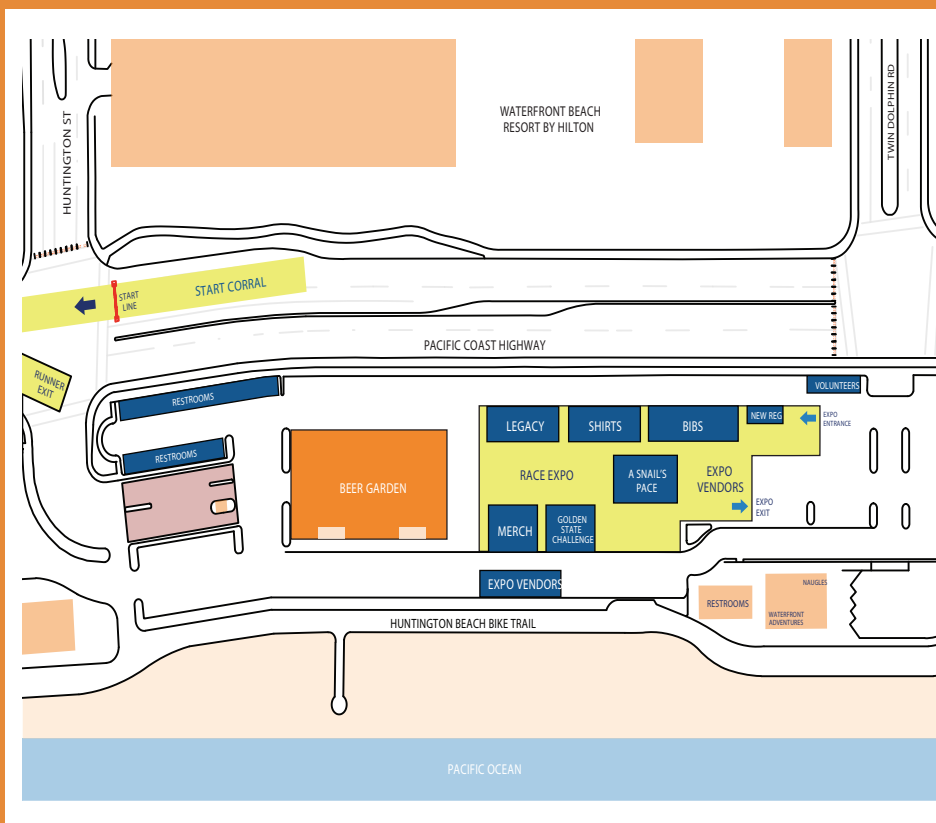 WATERFRONT BEACH
RESORT BY HILTON
HUNTINGTON ST
TWIN DOLPHIN RD
START CORRAL
START
LINE
PACIFIC COAST HIGHWAY
RUNNER
EXIT
RESTROOMS
VOLUNTEERS
LEGACY
SHIRTS
BIBS
NEW REG
EXPO
ENTRANCE
RESTROOMS
BEER GARDEN
RACE EXPO
A SNAIL'S
PACE
EXPO
VENDORS
EXPO
EXIT
MERCH
GOLDEN
STATE
CHALLENGE
EXPO VENDORS
RESTROOMS
NAUGLES
WATERFRONT
ADVENTURES
HUNTINGTON BEACH BIKE TRAIL
PACIFIC OCEAN